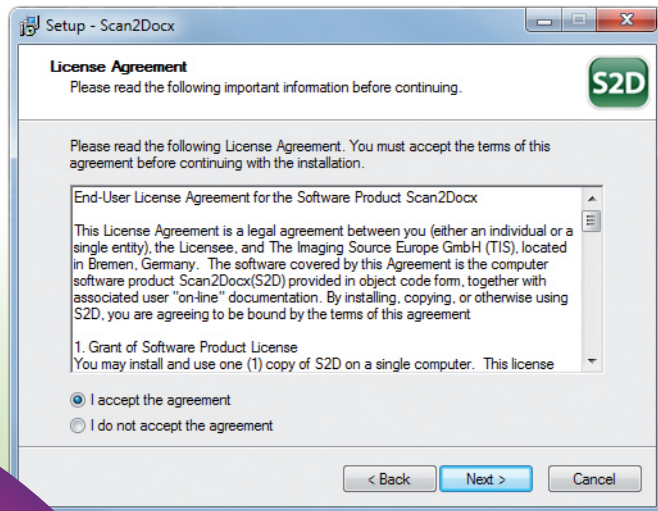 Setup - Scan2Docx
License Agreement
Please read the following important information before continuing.
S2D
Please read the following License Agreement. You must accept the terms of this
agreement before continuing with the installation.
End-User License Agreement for the Software Product Scan2Docx
This License Agreement is a legal agreement between you (either an individual or a
single entity), the Licensee, and The Imaging Source Europe GmbH (TIS), located
in Bremen, Germany.  The software covered by this Agreement is the computer
software product Scan2Docx(S2D) provided in object code form, together with
associated user "on-line" documentation. By installing, copying, or otherwise using
S2D, you are agreeing to be bound by the terms of this agreement
1. Grant of Software Product License
You may install and use one (1) copy of S2D on a single computer.  This license
I accept the agreement
I do not accept the agreement
< Back
Next >
Cancel